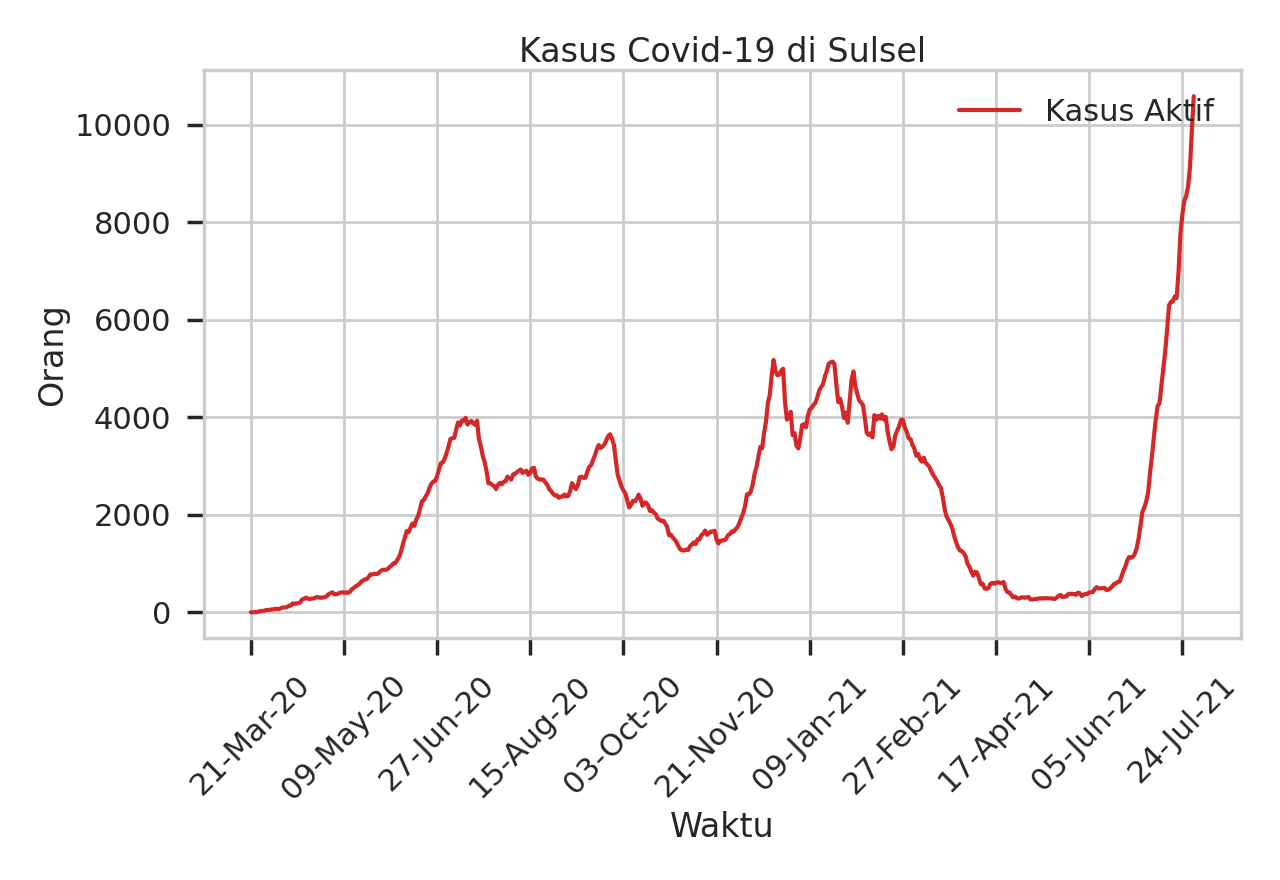 Kasus Covid-19 di Sulsel
Kasus Aktif
10000
8000
6000
4000
2000
0
Orang
21-Mar-20
09-May-20
27-Jun-20
15-Aug-20
03-Oct-20
21-Nov-20
09-Jan-21
27-Feb-21
17-Apr-21
05-Jun-21
24-Jul-21
Waktu